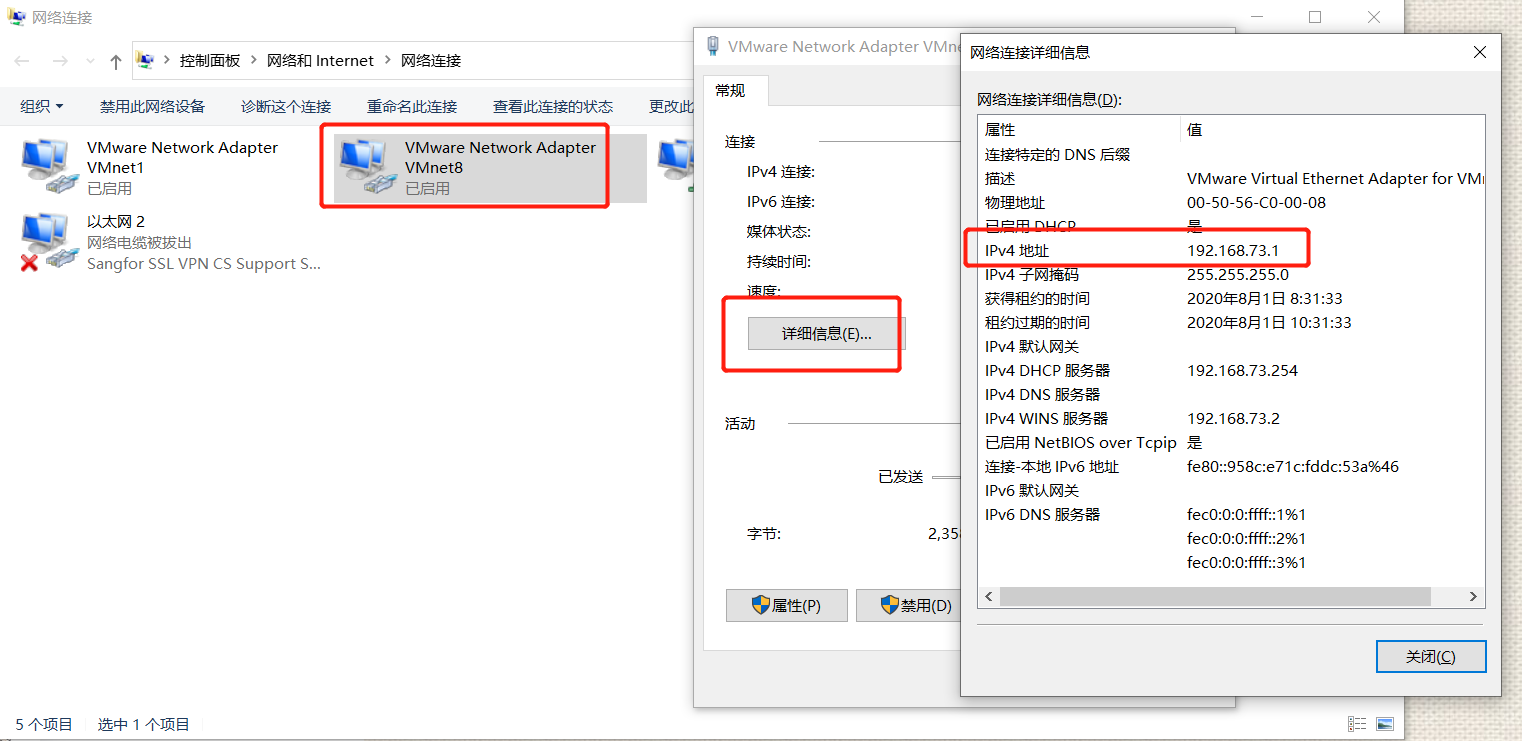 网络连接
控制面板 网络和 Internet 网络连接
组织 禁用此网络设备 诊断这个连接 重命名此连接 查看此连接的状态 更改此
VMware Network Adapter
VMnet1
已启用
VMware Network Adapter
VMnet8
已启用
以太网 2
网络电缆被拔出
Sangfor SSL VPN CS Support S...
5 个项目 选中 1 个项目
VMware Network Adapter VMne
常规
连接
IPv4 连接:
IPv6 连接:
媒体状态:
持续时间:
速度:
详细信息(E)...
活动
已发送
字节: 2,358
属性(P) 禁用(D)
网络连接详细信息
网络连接详细信息(D):
属性 值
连接特定的 DNS 后缀
描述 VMware Virtual Ethernet Adapter for VM
物理地址 00-50-56-C0-00-08
已启用 DHCP 是
IPv4 地址 192.168.73.1
IPv4 子网掩码 255.255.255.0
获得租约的时间 2020年8月1日 8:31:33
租约过期的时间 2020年8月1日 10:31:33
IPv4 默认网关
IPv4 DHCP 服务器 192.168.73.254
IPv4 DNS 服务器
IPv4 WINS 服务器 192.168.73.2
已启用 NetBIOS over Tcpip 是
连接-本地 IPv6 地址 fe80::958c:e71c:fddc:53a%46
IPv6 默认网关
IPv6 DNS 服务器 fec0:0:0:ffff::1%1
fec0:0:0:ffff::2%1
fec0:0:0:ffff::3%1
关闭(C)